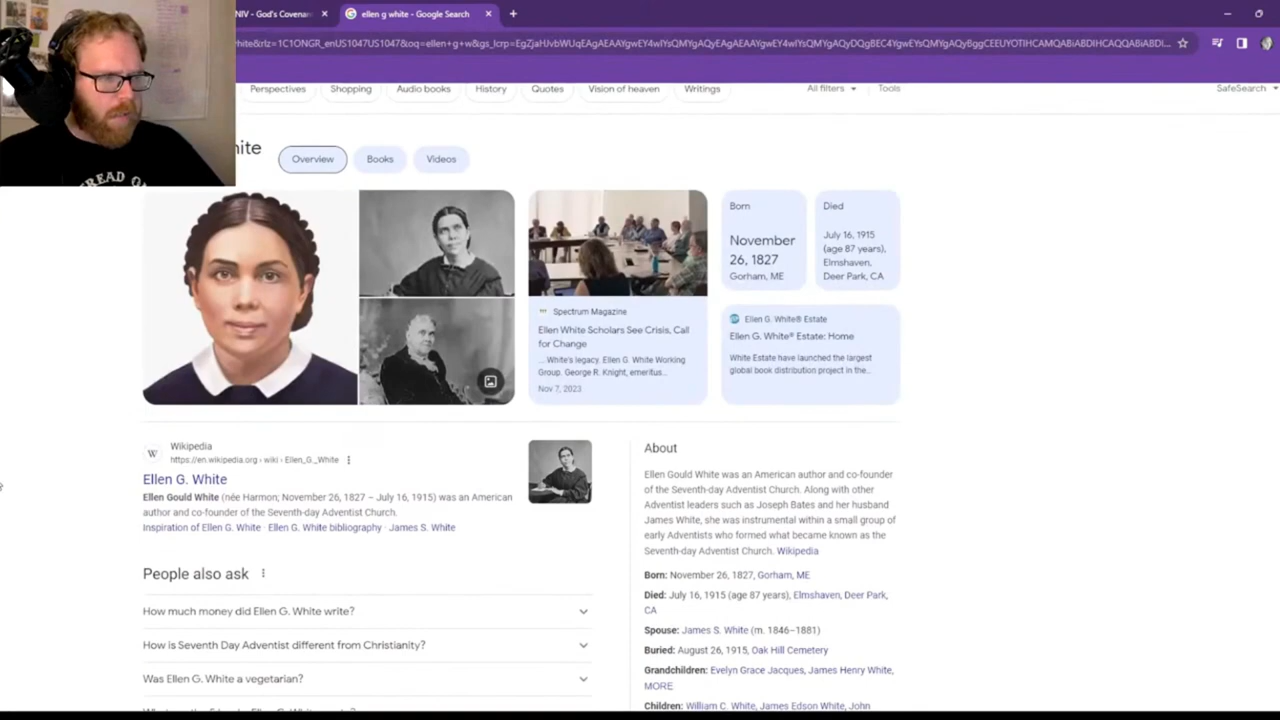 NIV - God's Covenan
ellen g white - Google Search
Perspectives
Shopping
Audio books
History
Quotes
Vision of heaven
Writings
All filters
Tools
SafeSearch
ite
Overview
Books
Videos
READ
Born
November
26, 1827
Gorham, ME
Died
July 16, 1915
(age 87 years),
Elmshaven,
Deer Park, CA
Spectrum Magazine
Ellen White Scholars See Crisis, Call
for Change
... White's legacy. Ellen G. White Working
Group. George R. Knight, emeritus...
Nov 7, 2023
Ellen G. White® Estate
Ellen G. White® Estate: Home
White Estate have launched the largest
global book distribution project in the...
W
Wikipedia
https://en.wikipedia.org › wiki › Ellen_G._White
Ellen G. White
Ellen Gould White (née Harmon; November 26, 1827 – July 16, 1915) was an American
author and co-founder of the Seventh-day Adventist Church.
Inspiration of Ellen G. White · Ellen G. White bibliography · James S. White
People also ask
How much money did Ellen G. White write?
How is Seventh Day Adventist different from Christianity?
Was Ellen G. White a vegetarian?
About
Ellen Gould White was an American author and co-founder
of the Seventh-day Adventist Church. Along with other
Adventist leaders such as Joseph Bates and her husband
James White, she was instrumental within a small group of
early Adventists who formed what became known as the
Seventh-day Adventist Church. Wikipedia
Born: November 26, 1827, Gorham, ME
Died: July 16, 1915 (age 87 years), Elmshaven, Deer Park,
CA
Spouse: James S. White (m. 1846–1881)
Buried: August 26, 1915, Oak Hill Cemetery
Grandchildren: Evelyn Grace Jacques, James Henry White,
MORE
Children: William C. White, James Edson White, John